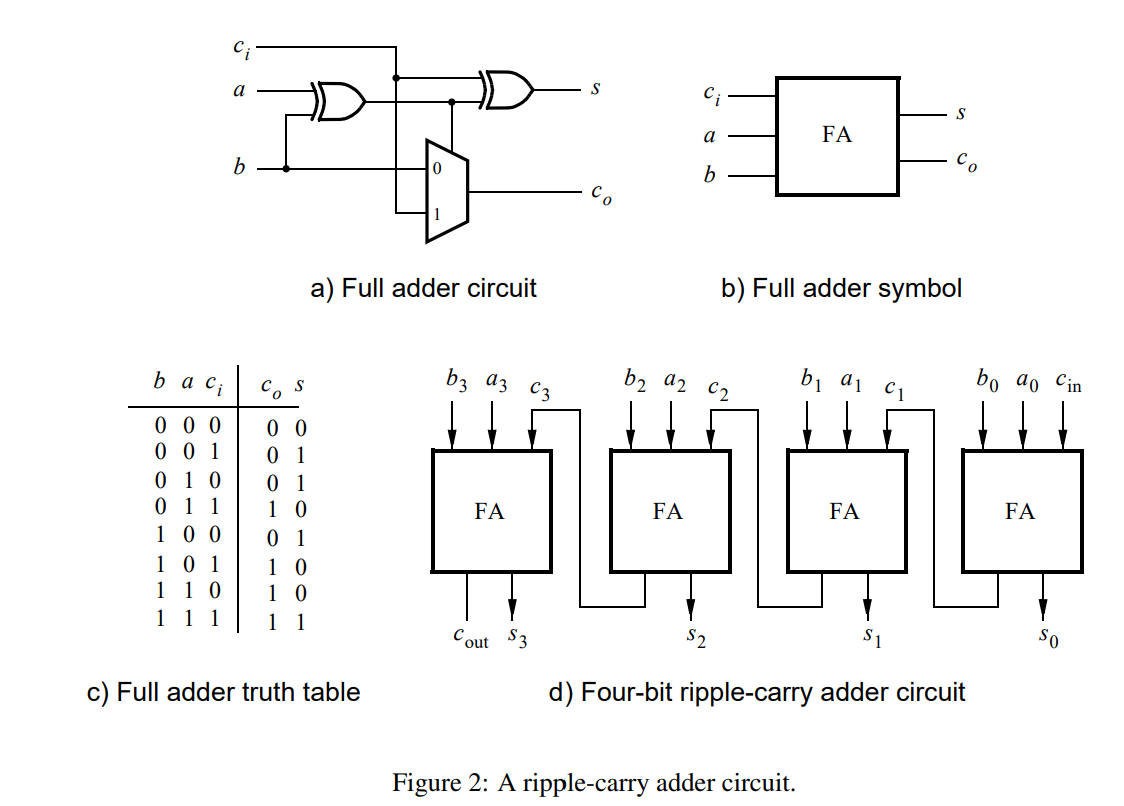 c_i
a
b
0
1
s
c_o
a) Full adder circuit
c_i
a
b
FA
s
c_o
b) Full adder symbol
b a c_i c_o s
0 0 0 0 0
0 0 1 0 1
0 1 0 0 1
0 1 1 1 0
1 0 0 0 1
1 0 1 1 0
1 1 0 1 0
1 1 1 1 1
c) Full adder truth table
b_3 a_3 c_3 b_2 a_2 c_2 b_1 a_1 c_1 b_0 a_0 c_in
FA FA FA FA
c_out s_3 s_2 s_1 s_0
d) Four-bit ripple-carry adder circuit
Figure 2: A ripple-carry adder circuit.